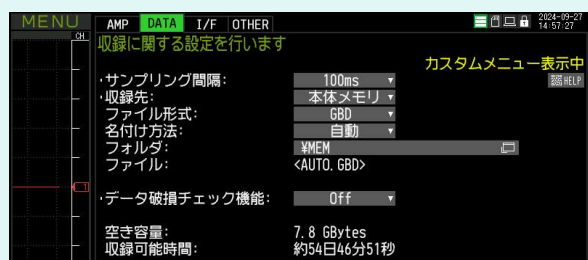 MENU AMP DATA I/F OTHER 2024-09-27
14:57:27
CH 収録に関する設定を行います
カスタムメニュー表示中
・サンプリング間隔: 100ms HELP
・収録先: 本体メモリ
ファイル形式: GBD
名付け方法: 自動
フォルダ: ¥MEM
ファイル: <AUTO.GBD>
1
・データ破損チェック機能: Off
空き容量: 7.8 GBytes
収録可能時間: 約54日46分51秒